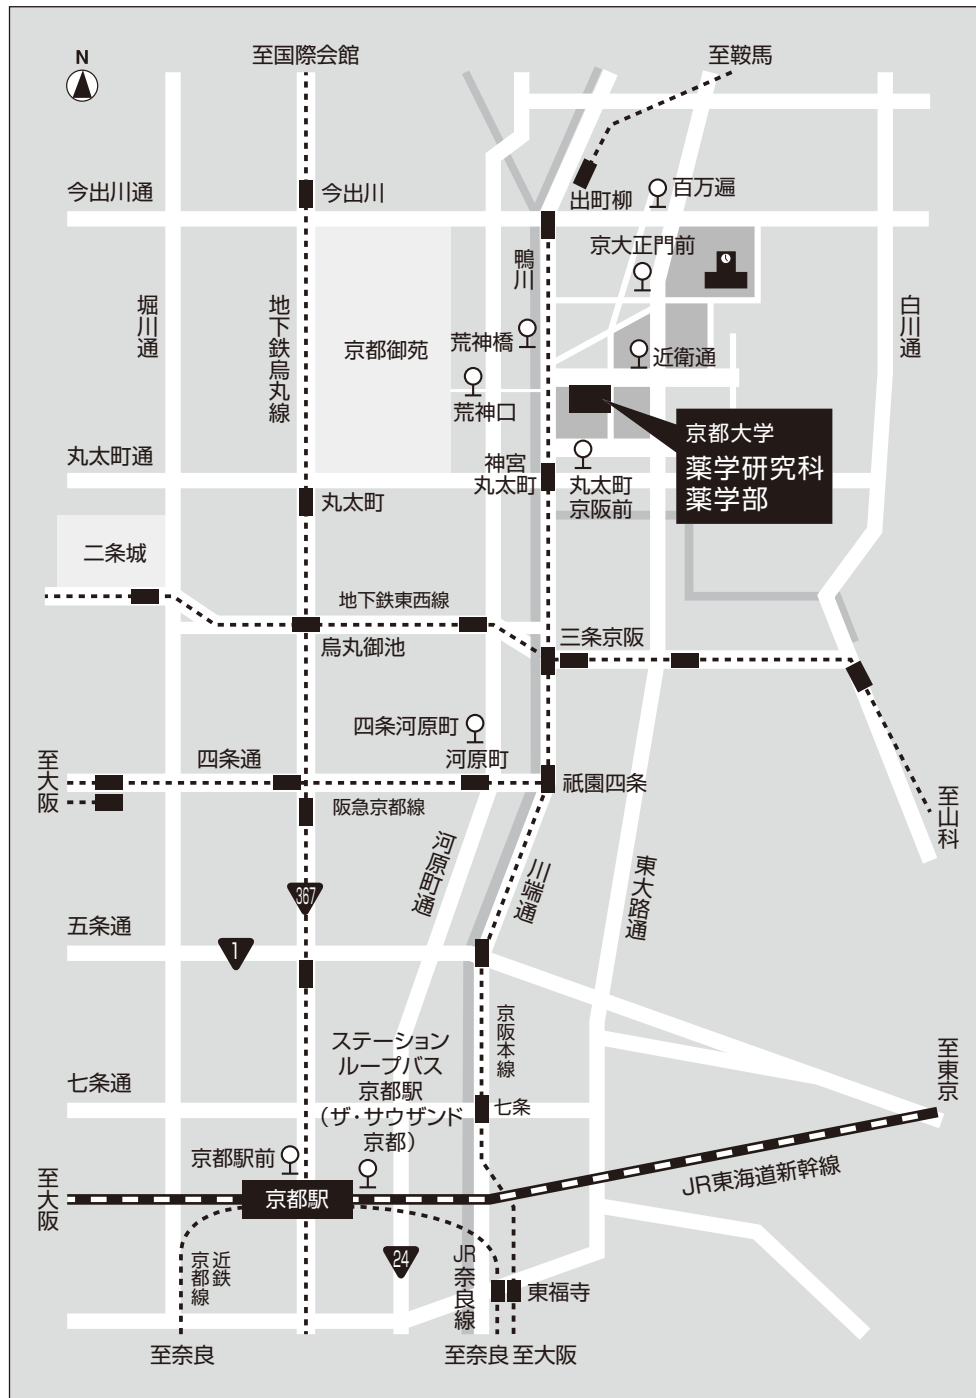 N
至国際会館
至鞍馬
今出川通
今出川
出町柳
百万遍
京大正門前
鴨川
堀川通
地下鉄烏丸線
京都御苑
荒神橋
荒神口
近衛通
白川通
京都大学
薬学研究科
薬学部
丸太町通
丸太町
神宮
丸太町
丸太町
京阪前
二条城
地下鉄東西線
烏丸御池
三条京阪
四条河原町
河原町
至大阪
四条通
祇園四条
阪急京都線
至山科
河原町通
川端通
東大路通
367
五条通
1
京阪本線
ステーション
ループバス
京都駅
(ザ・サウザンド
京都)
七条通
七条
至東京
京都駅前
至大阪
京都駅
JR東海道新幹線
近鉄
京都線
24
JR
奈良線
東福寺
至奈良
至奈良
至大阪